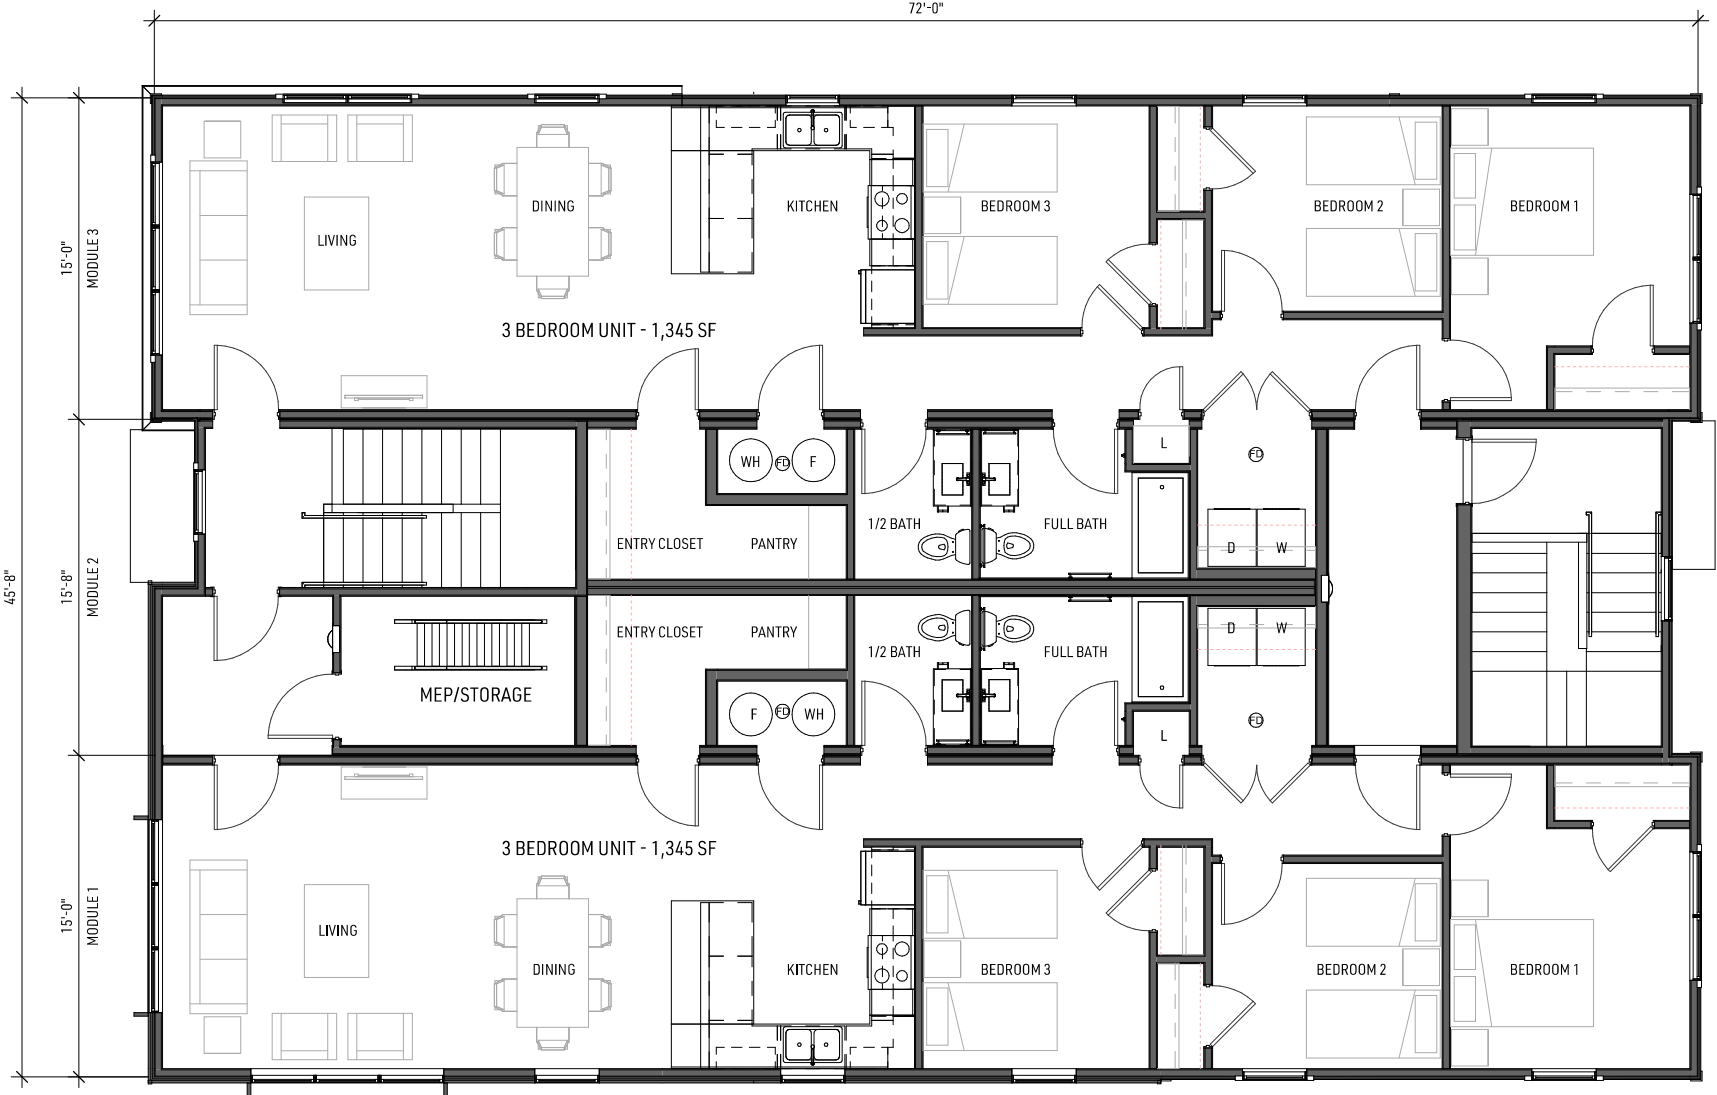 72'-0"
LIVING
DINING
KITCHEN
BEDROOM 3
BEDROOM 2
BEDROOM 1
15'-0"
MODULE 3
3 BEDROOM UNIT - 1,345 SF
WH
FD
F
L
FD
1/2 BATH
FULL BATH
ENTRY CLOSET
PANTRY
D
W
45'-8"
15'-8"
MODULE 2
ENTRY CLOSET
PANTRY
D
W
1/2 BATH
FULL BATH
MEP/STORAGE
F
FD
WH
L
FD
3 BEDROOM UNIT - 1,345 SF
15'-0"
MODULE 1
LIVING
DINING
KITCHEN
BEDROOM 3
BEDROOM 2
BEDROOM 1